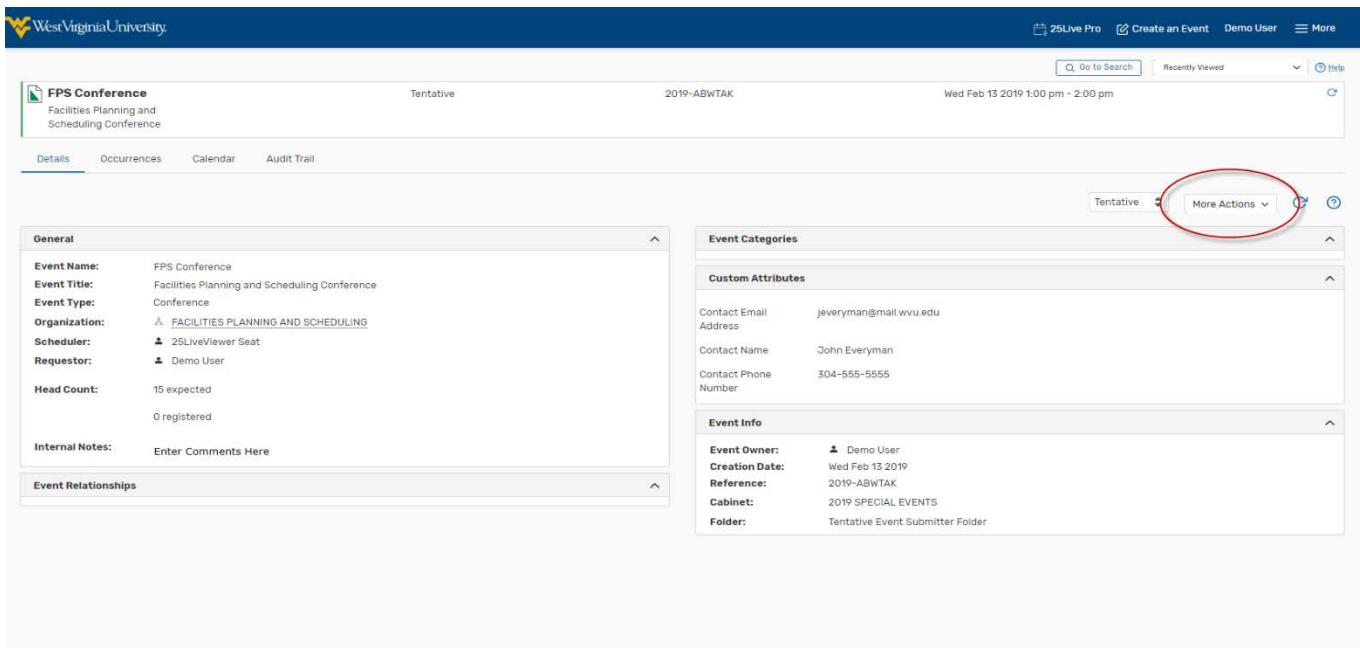 WestVirginiaUniversity.
25Live Pro Create an Event Demo User More
Go to Search Recently Viewed Help
FPS Conference Tentative 2019-ABWTAK Wed Feb 13 2019 1:00 pm - 2:00 pm
Facilities Planning and
Scheduling Conference
Details Occurrences Calendar Audit Trail
Tentative More Actions
General
Event Name: FPS Conference
Event Title: Facilities Planning and Scheduling Conference
Event Type: Conference
Organization: FACILITIES PLANNING AND SCHEDULING
Scheduler: 25LiveViewer Seat
Requestor: Demo User
Head Count: 15 expected
0 registered
Internal Notes: Enter Comments Here
Event Relationships
Event Categories
Custom Attributes
Contact Email jeveryman@mail.wvu.edu
Address
Contact Name John Everyman
Contact Phone 304-555-5555
Number
Event Info
Event Owner: Demo User
Creation Date: Wed Feb 13 2019
Reference: 2019-ABWTAK
Cabinet: 2019 SPECIAL EVENTS
Folder: Tentative Event Submitter Folder